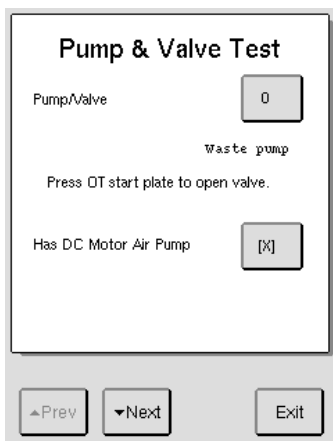 Pump & Valve Test
Pump/Valve 0
Waste pump
Press OT start plate to open valve.
Has DC Motor Air Pump [X]
▲Prev ▼Next Exit